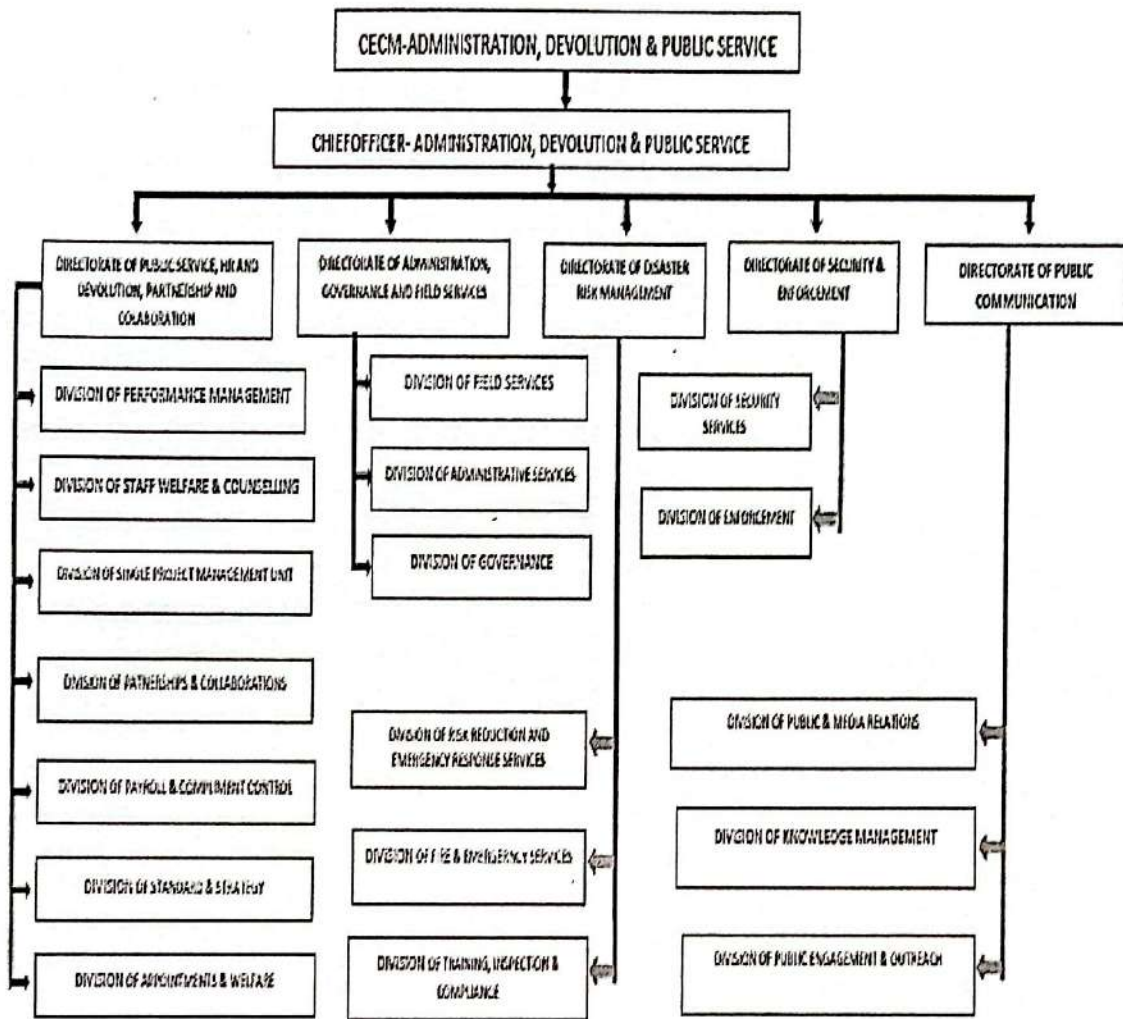 CECM-ADMINISTRATION, DEVOLUTION & PUBLIC SERVICE
CHIEFOFFICER- ADMINISTRATION, DEVOLUTION & PUBLIC SERVICE
DIRECTORATE OF PUBLIC SERVICE, HR AND
DEVOLUTION, PARTNERSHIP AND
COLABORATION
DIVISION OF PERFORMANCE MANAGEMENT
DIVISION OF STAFF WELFARE & COUNSELLING
DIVISION OF SINGLE PROJECT MANAGEMENT UNIT
DIVISION OF PATNERSHIPS & COLLABORATIONS
DIVISION OF PAYROLL & COMPLIMENT CONTROL
DIVISION OF STANDARD & STRATEGY
DIVISION OF APPOINTMENTS & WELFARE
DIRECTORATE OF ADMINISTRATION,
GOVERNANCE AND FIELD SERVICES
DIVISION OF FIELD SERVICES
DIVISION OF ADMINISTRATIVE SERVICES
DIVISION OF GOVERNANCE
DIRECTORATE OF DISASTER
RISK MANAGEMENT
DIVISION OF RISK REDUCTION AND
EMERGENCY RESPONSE SERVICES
DIVISION OF FIRE & EMERGENCY SERVICES
DIVISION OF TRAINING, INSPECTION &
COMPLIANCE
DIRECTORATE OF SECURITY &
ENFORCEMENT
DIVISION OF SECURITY
SERVICES
DIVISION OF ENFORCEMENT
DIRECTORATE OF PUBLIC
COMMUNICATION
DIVISION OF PUBLIC & MEDIA RELATIONS
DIVISION OF KNOWLEDGE MANAGEMENT
DIVISION OF PUBLIC ENGAGEMENT & OUTREACH